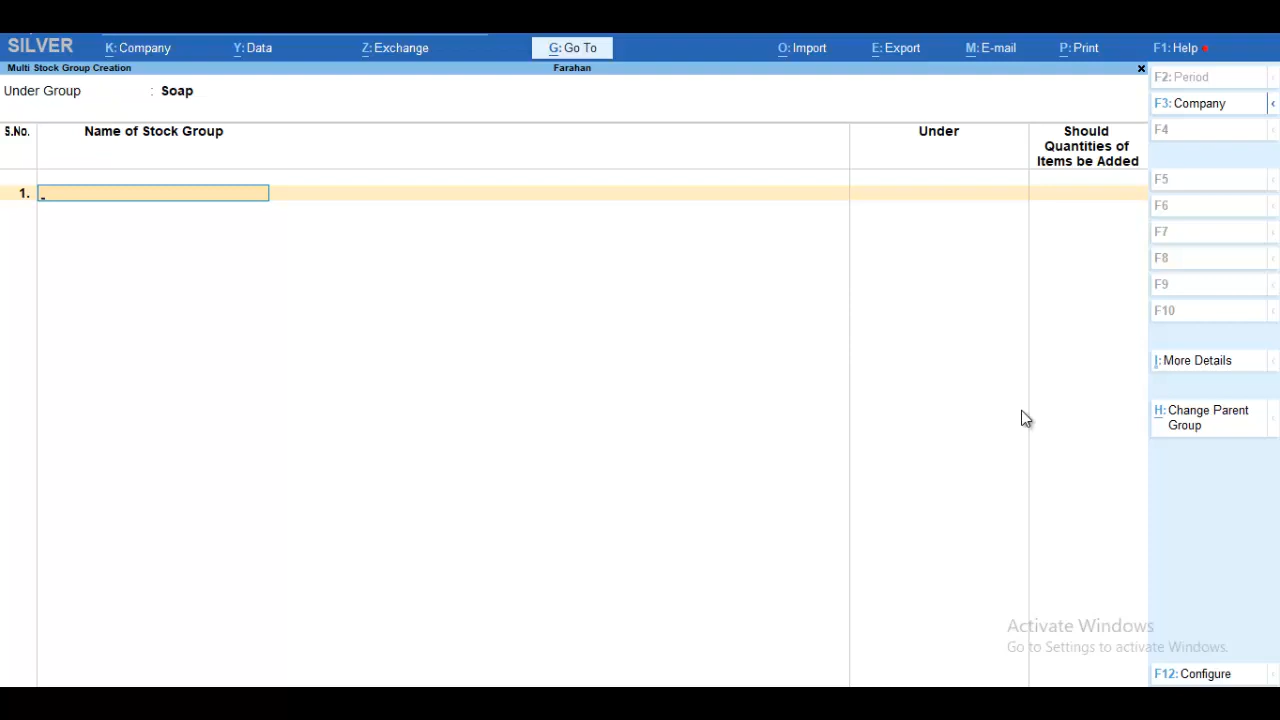 SILVER K: Company Y: Data Z: Exchange G: Go To O: Import E: Export M: E-mail P: Print F1: Help
Multi Stock Group Creation Farahan
Under Group : Soap
S.No. Name of Stock Group Under Should
Quantities of
Items be Added
1.
F2: Period
F3: Company
F4
F5
F6
F7
F8
F9
F10
I: More Details
H: Change Parent
Group
Activate Windows
Go to Settings to activate Windows.
F12: Configure